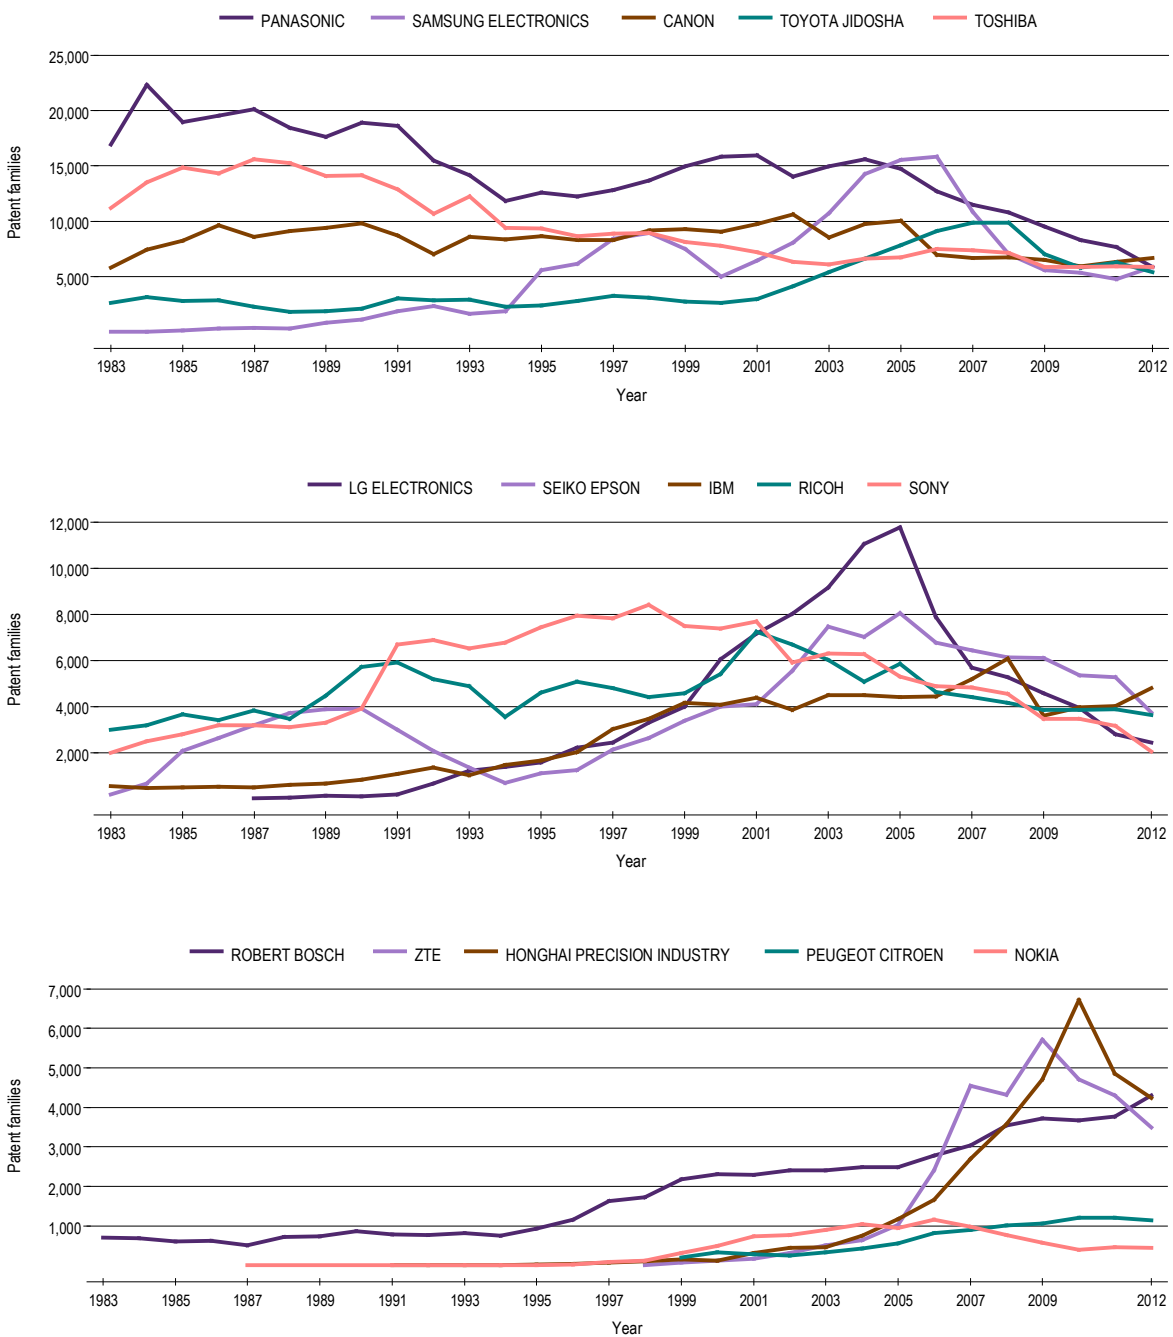 PANASONIC SAMSUNG ELECTRONICS CANON TOYOTA JIDOSHA TOSHIBA
25,000
20,000
15,000
10,000
5,000
Patent families
1983 1985 1987 1989 1991 1993 1995 1997 1999 2001 2003 2005 2007 2009 2012
Year
LG ELECTRONICS SEIKO EPSON IBM RICOH SONY
12,000
10,000
8,000
6,000
4,000
2,000
Patent families
1983 1985 1987 1989 1991 1993 1995 1997 1999 2001 2003 2005 2007 2009 2012
Year
ROBERT BOSCH ZTE HONGHAI PRECISION INDUSTRY PEUGEOT CITROEN NOKIA
7,000
6,000
5,000
4,000
3,000
2,000
1,000
Patent families
1983 1985 1987 1989 1991 1993 1995 1997 1999 2001 2003 2005 2007 2009 2012
Year